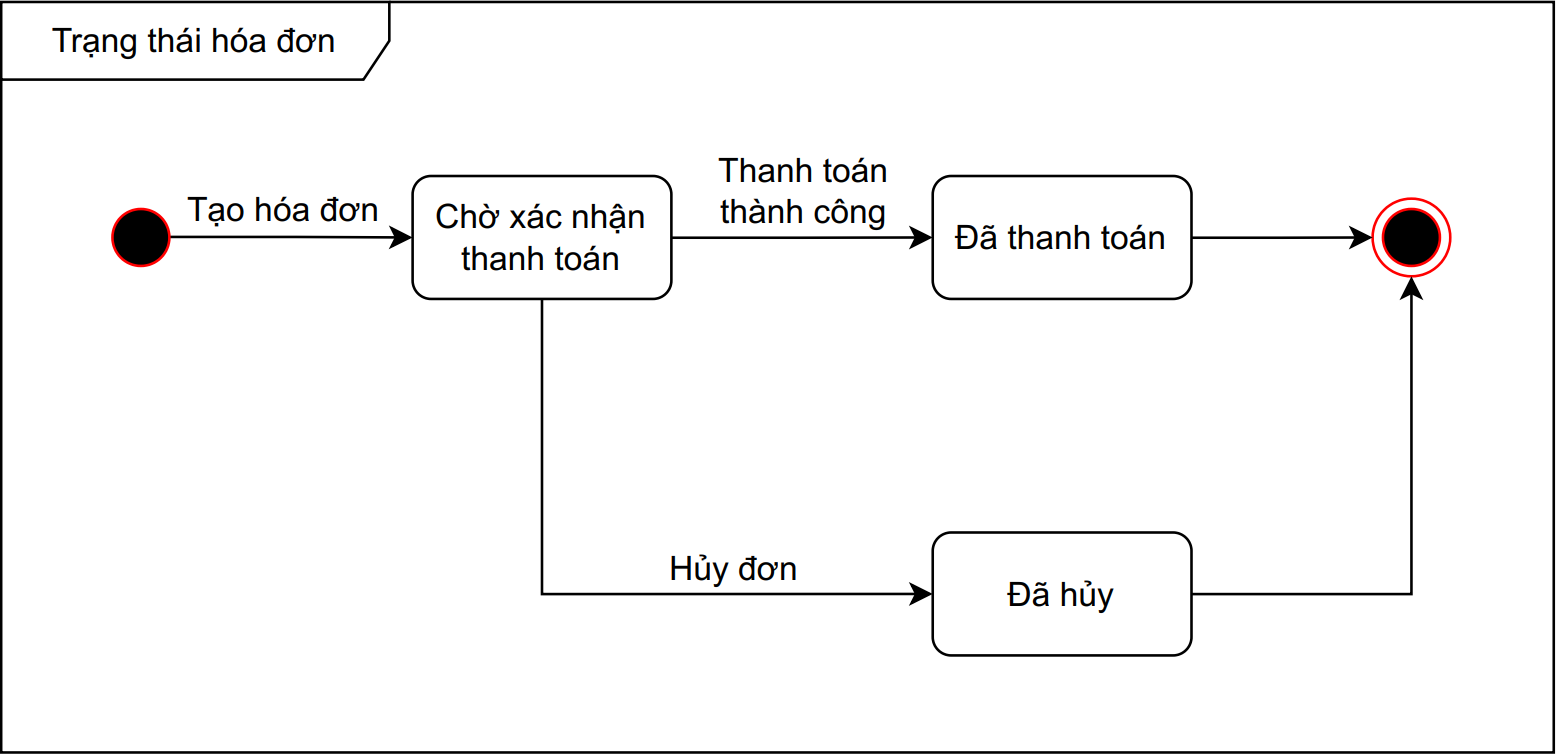 Trạng thái hóa đơn
Tạo hóa đơn
Chờ xác nhận
thanh toán
Thanh toán
thành công
Đã thanh toán
Hủy đơn
Đã hủy